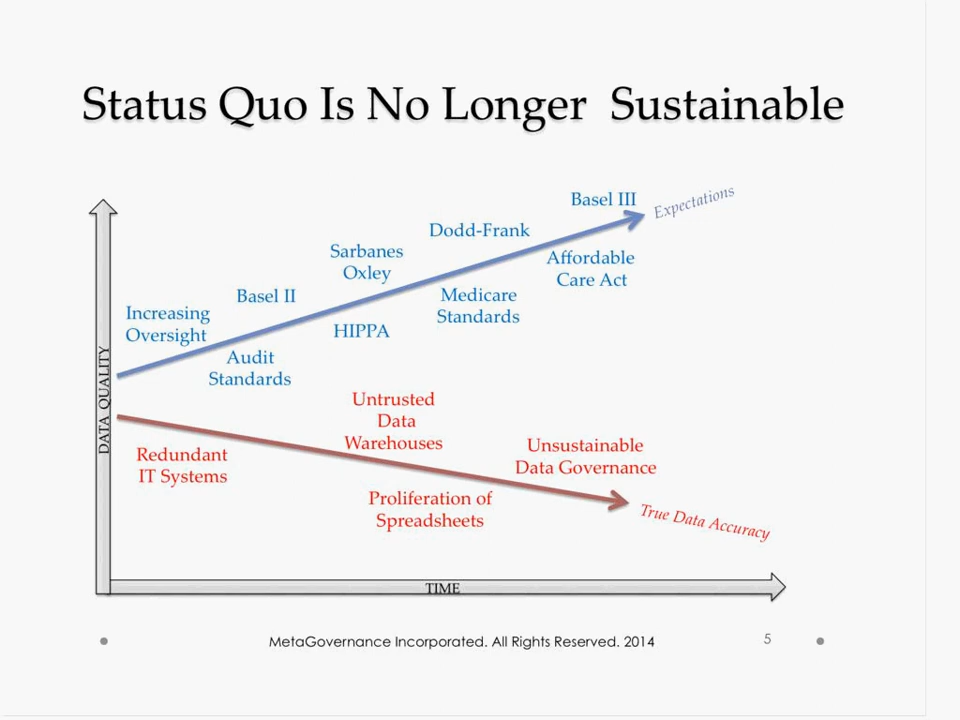 Status Quo Is No Longer Sustainable
Basel III
Expectations
Dodd-Frank
Sarbanes
Oxley
Affordable
Care Act
Basel II
Medicare
Standards
Increasing
Oversight
HIPPA
Audit
Standards
DATA QUALITY
Untrusted
Data
Warehouses
Redundant
IT Systems
Unsustainable
Data Governance
Proliferation of
Spreadsheets
True Data Accuracy
TIME
MetaGovernance Incorporated. All Rights Reserved. 2014
5